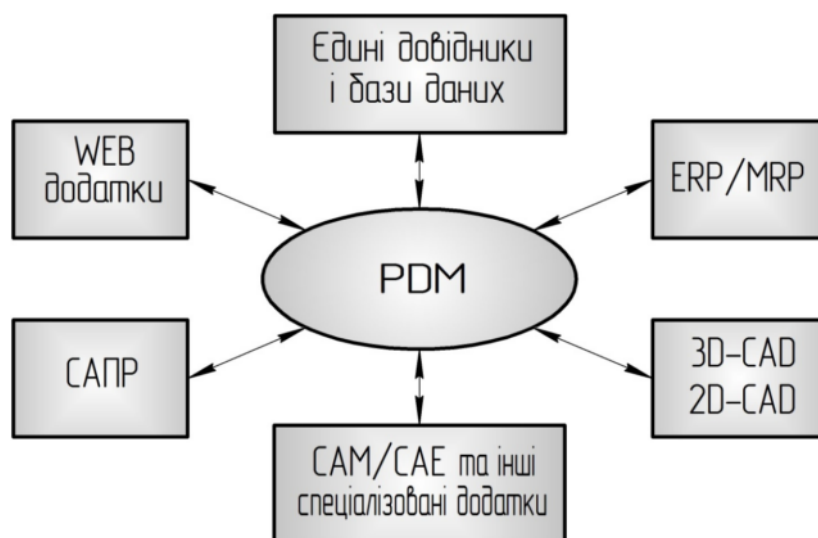 Єдині довідники
і бази даних
WEB
додатки
ERP/MRP
PDM
САПР
3D-CAD
2D-CAD
CAM/CAE та інші
спеціалізовані додатки